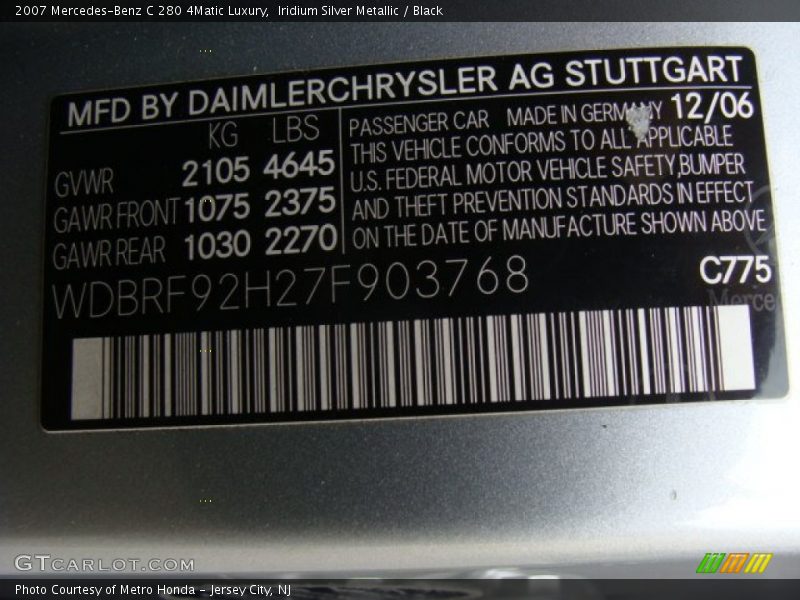 2007 Mercedes-Benz C 280 4Matic Luxury, Iridium Silver Metallic / Black
MFD BY DAIMLERCHRYSLER AG STUTTGART
KG LBS
GVWR 2105 4645
GAWR FRONT 1075 2375
GAWR REAR 1030 2270
PASSENGER CAR MADE IN GERMANY 12/06
THIS VEHICLE CONFORMS TO ALL APPLICABLE
U.S. FEDERAL MOTOR VEHICLE SAFETY,BUMPER
AND THEFT PREVENTION STANDARDS IN EFFECT
ON THE DATE OF MANUFACTURE SHOWN ABOVE
WDBRF92H27F903768
C775
Merce
GTCARLOT.COM
Photo Courtesy of Metro Honda - Jersey City, NJ